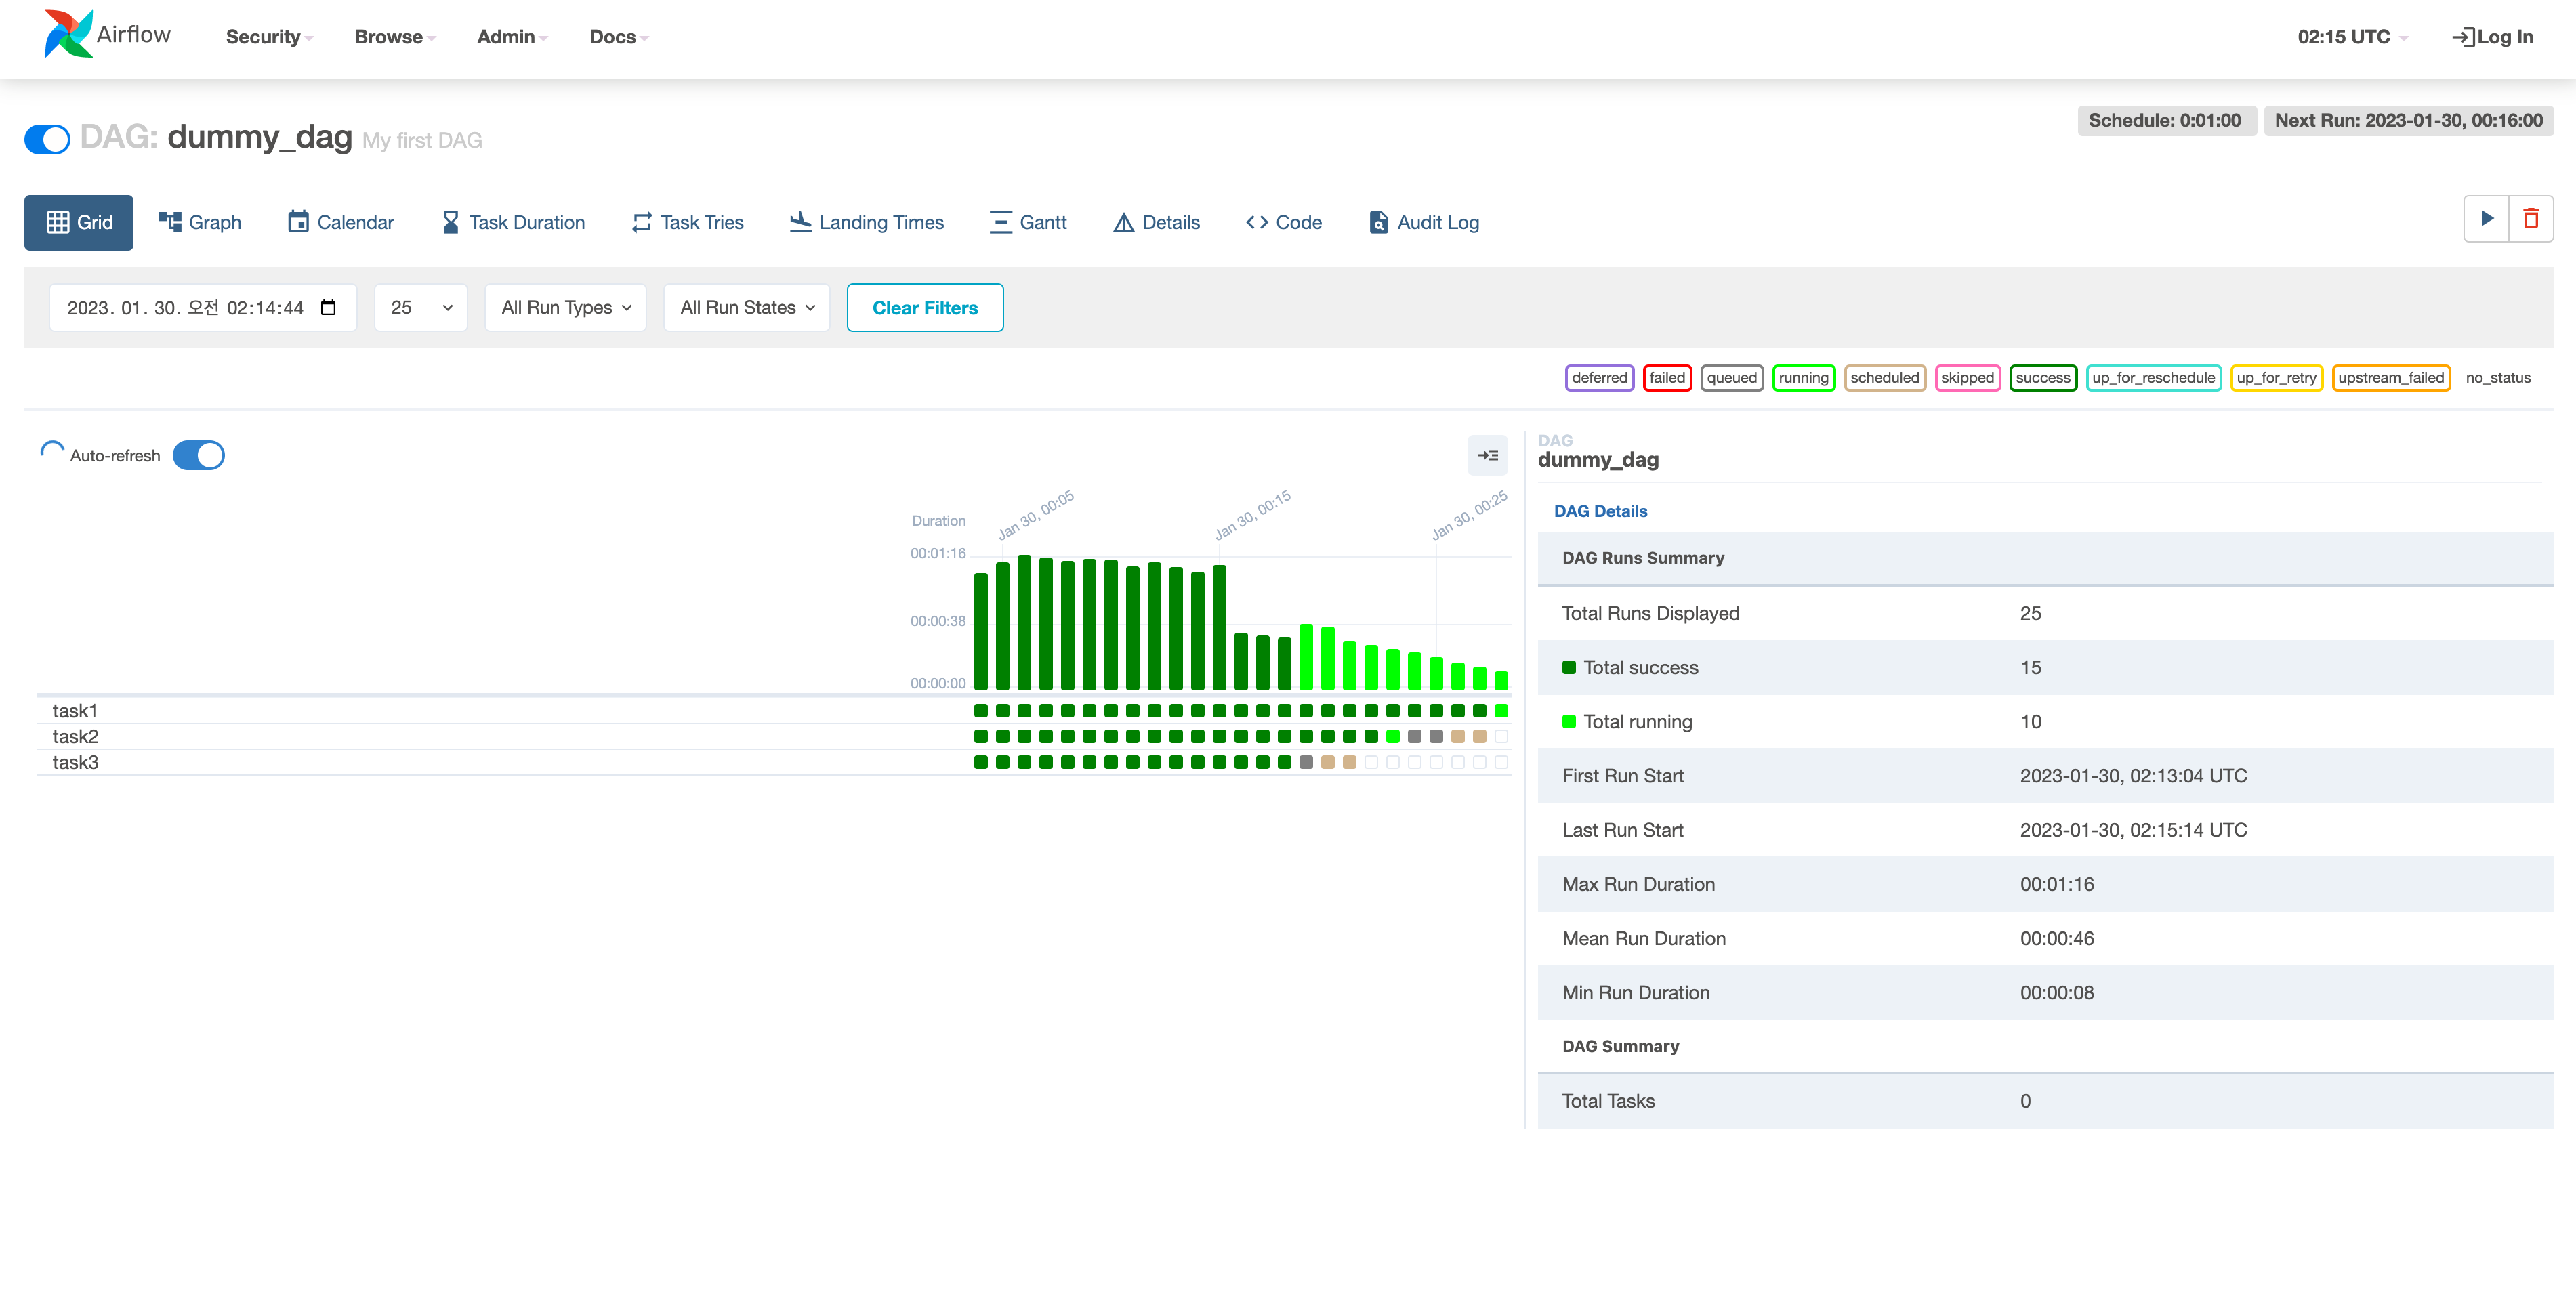 Airflow Security Browse Admin Docs 02:15 UTC Log In
Schedule: 0:01:00 Next Run: 2023-01-30, 00:16:00
DAG: dummy_dag My first DAG
Grid Graph Calendar Task Duration Task Tries Landing Times Gantt Details Code Audit Log
2023. 01. 30. 오전 02:14:44 25 All Run Types All Run States Clear Filters
deferred failed queued running scheduled skipped success up_for_reschedule up_for_retry upstream_failed no_status
Auto-refresh
Duration
Jan 30, 00:05 Jan 30, 00:15 Jan 30, 00:25
00:01:16
00:00:38
00:00:00
task1
task2
task3
DAG
dummy_dag
DAG Details
DAG Runs Summary
Total Runs Displayed 25
Total success 15
Total running 10
First Run Start 2023-01-30, 02:13:04 UTC
Last Run Start 2023-01-30, 02:15:14 UTC
Max Run Duration 00:01:16
Mean Run Duration 00:00:46
Min Run Duration 00:00:08
DAG Summary
Total Tasks 0